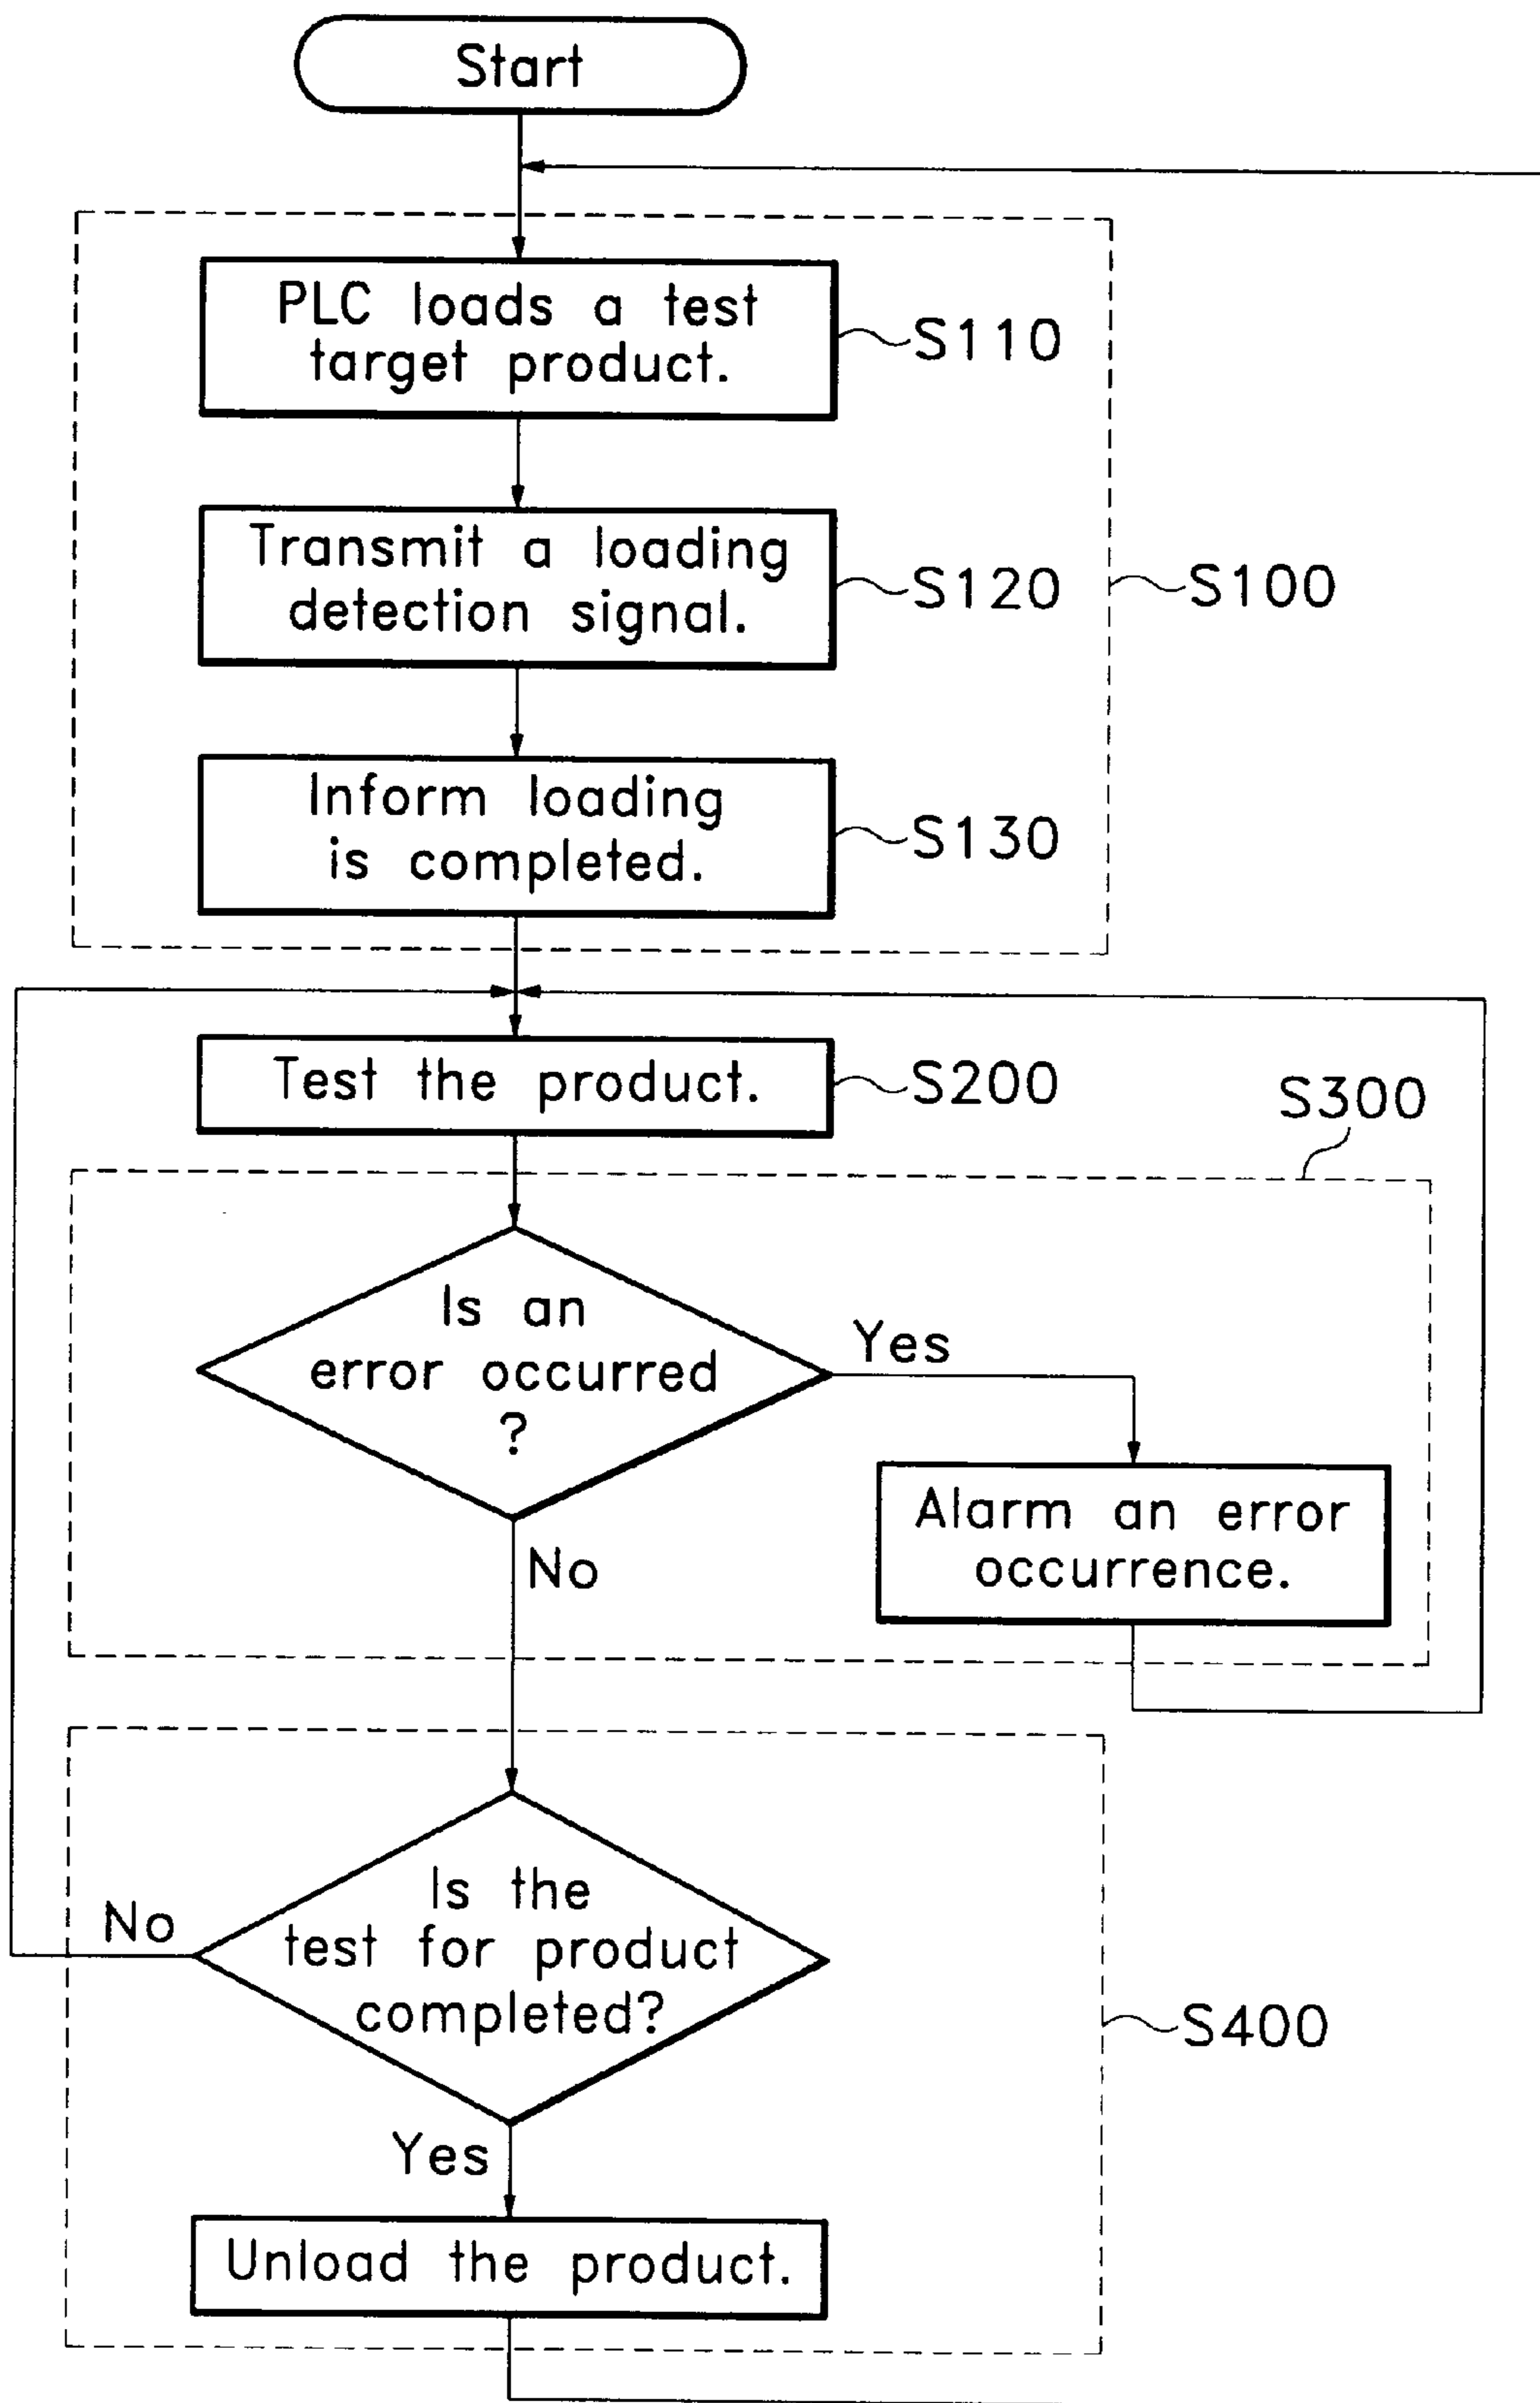 Start
PLC loads a test
target product.
S110
Transmit a loading
detection signal.
S120
S100
Inform loading
is completed.
S130
Test the product.
S200
S300
Is an
error occurred
?
Yes
No
Alarm an error
occurrence.
Is the
test for product
completed?
No
S400
Yes
Unload the product.